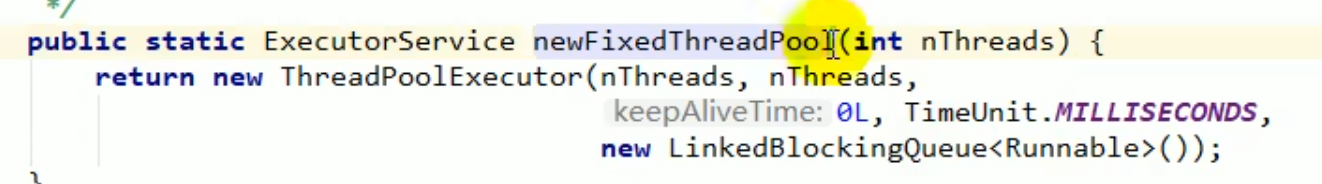 */
public static ExecutorService newFixedThreadPool(int nThreads) {
return new ThreadPoolExecutor(nThreads, nThreads,
keepAliveTime: 0L, TimeUnit.MILLISECONDS,
new LinkedBlockingQueue<Runnable>());
}